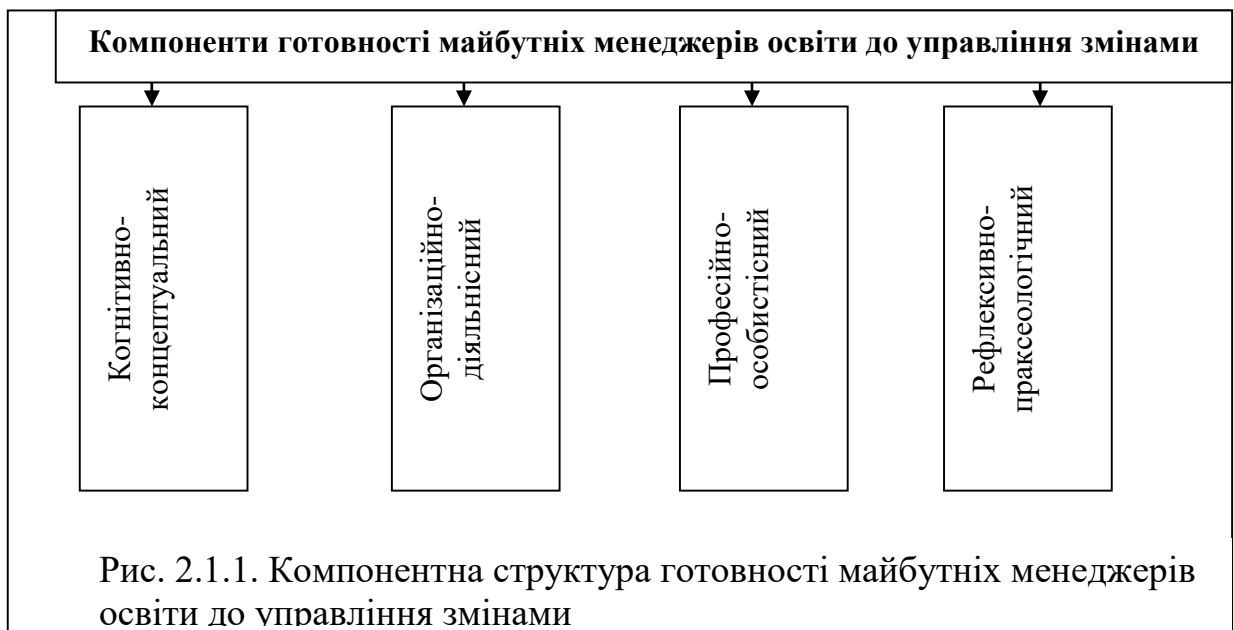 Компоненти готовності майбутніх менеджерів освіти до управління змінами
Когнітивно-
концептуальний
Організаційно-
діяльнісний
Професійно-
особистісний
Рефлексивно-
праксеологічний
Рис. 2.1.1. Компонентна структура готовності майбутніх менеджерів
освіти до управління змінами